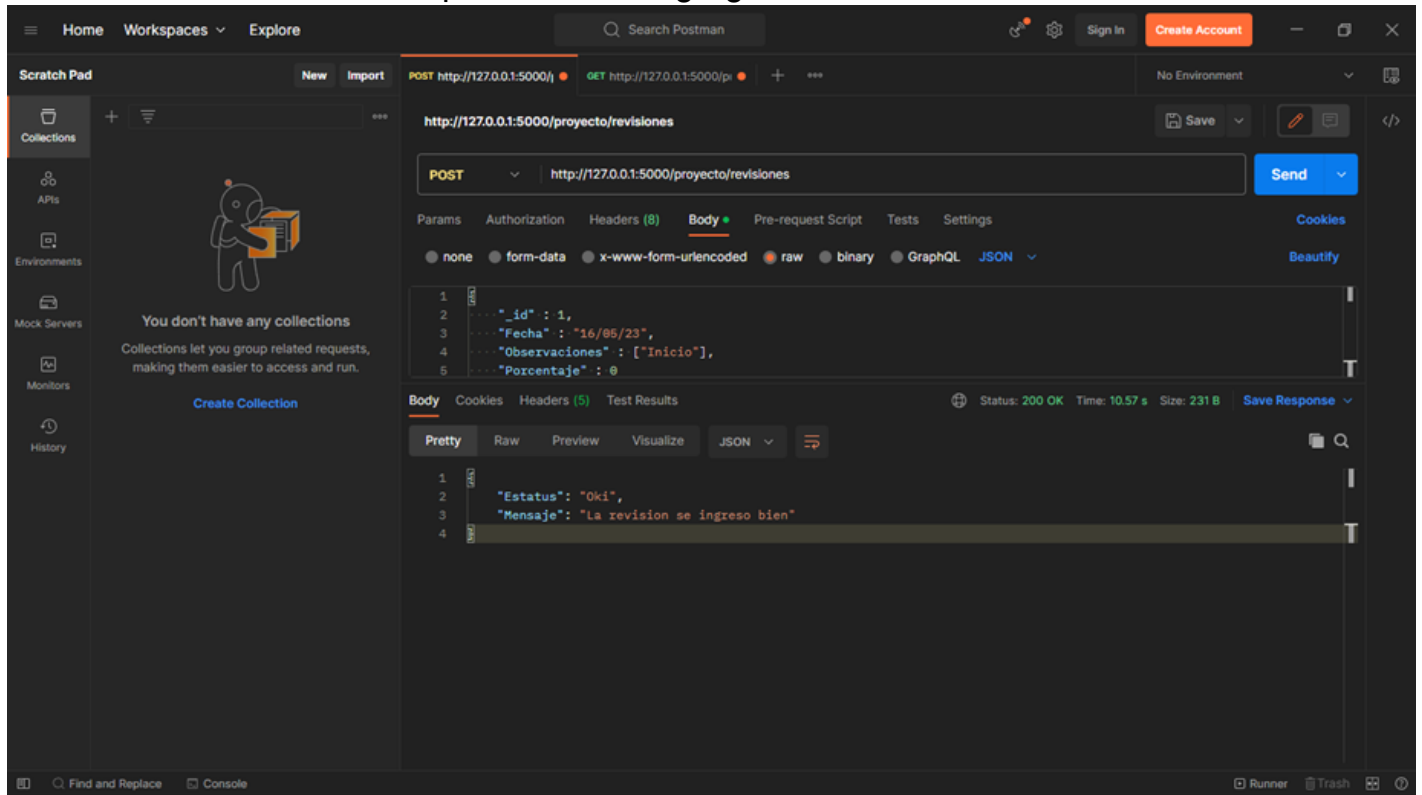 Home Workspaces Explore Search Postman Sign In Create Account
Scratch Pad New Import POST http://127.0.0.1:5000/ GET http://127.0.0.1:5000/ No Environment
Collections
http://127.0.0.1:5000/proyecto/revisiones Save
APIs
POST http://127.0.0.1:5000/proyecto/revisiones Send
Params Authorization Headers (8) Body Pre-request Script Tests Settings Cookies
Environments
none form-data x-www-form-urlencoded raw binary GraphQL JSON Beautify
Mock Servers
1 {
2 "_id" : 1,
3 "Fecha" : "16/05/23",
4 "Observaciones" : ["Inicio"],
5 "Porcentaje" : 0
You don't have any collections
Collections let you group related requests,
making them easier to access and run.
Create Collection
Monitors
History
Body Cookies Headers (5) Test Results Status: 200 OK Time: 10.57 s Size: 231 B Save Response
Pretty Raw Preview Visualize JSON
1 {
2 "Estatus": "Oki",
3 "Mensaje": "La revision se ingreso bien"
4 }
Find and Replace Console Runner Trash